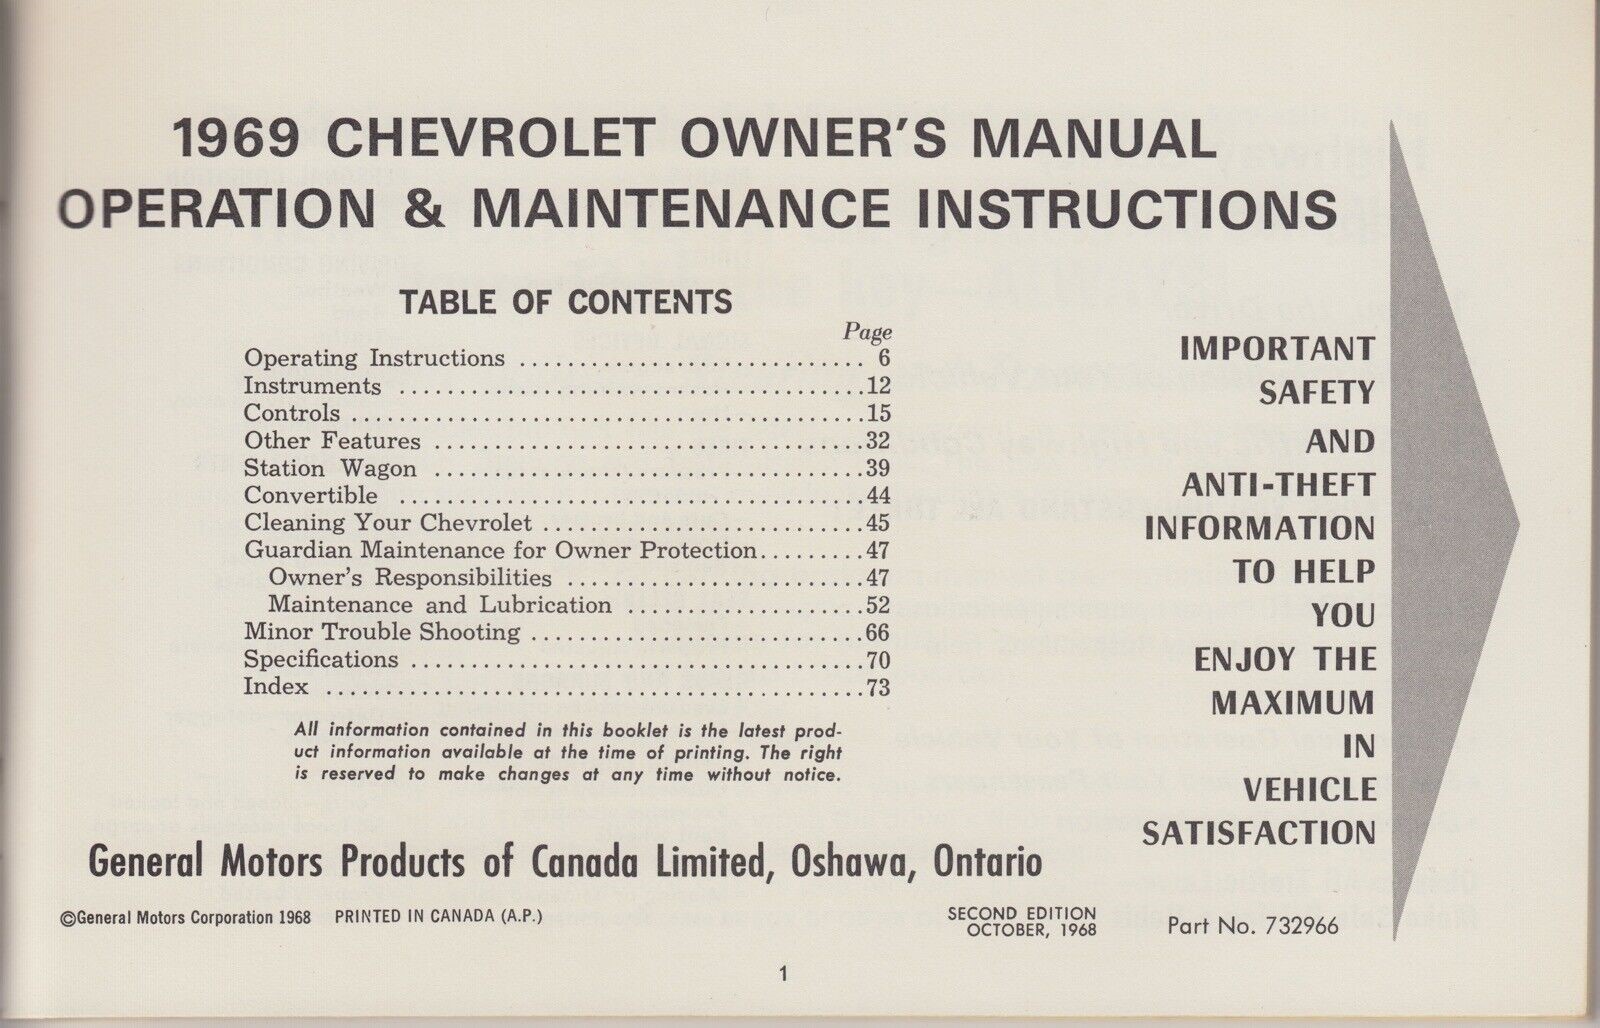 1969 CHEVROLET OWNER'S MANUAL
OPERATION & MAINTENANCE INSTRUCTIONS
TABLE OF CONTENTS
Page
Operating Instructions ............................. 6
Instruments .......................................12
Controls ...........................................15
Other Features ....................................32
Station Wagon ....................................39
Convertible .......................................44
Cleaning Your Chevrolet ...........................45
Guardian Maintenance for Owner Protection.........47
Owner's Responsibilities .........................47
Maintenance and Lubrication ....................52
Minor Trouble Shooting ............................66
Specifications ......................................70
Index .............................................73
All information contained in this booklet is the latest prod-
uct information available at the time of printing. The right
is reserved to make changes at any time without notice.
IMPORTANT
SAFETY
AND
ANTI-THEFT
INFORMATION
TO HELP
YOU
ENJOY THE
MAXIMUM
IN
VEHICLE
SATISFACTION
General Motors Products of Canada Limited, Oshawa, Ontario
©General Motors Corporation 1968 PRINTED IN CANADA (A.P.)
SECOND EDITION
OCTOBER, 1968
Part No. 732966
1